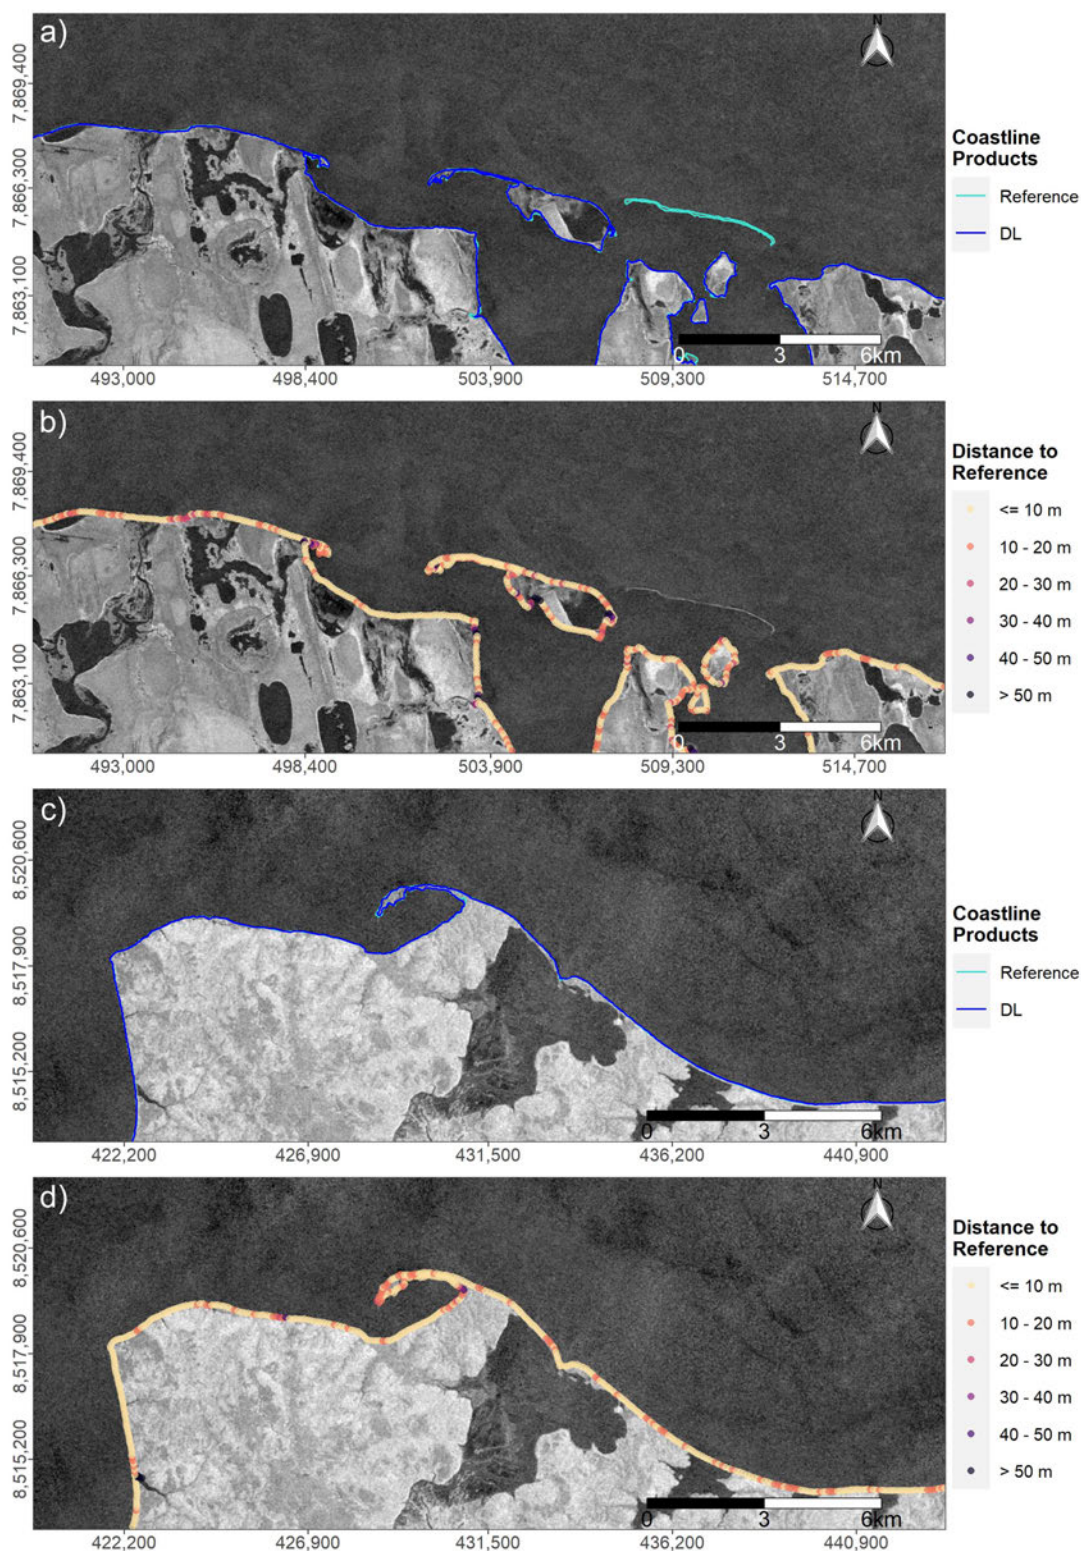 a)
N
7,869,400
7,866,300
7,863,100
0 3 6km
493,000 498,400 503,900 509,300 514,700
Coastline
Products
Reference
DL
b)
N
7,869,400
7,866,300
7,863,100
0 3 6km
493,000 498,400 503,900 509,300 514,700
Distance to
Reference
<= 10 m
10 - 20 m
20 - 30 m
30 - 40 m
40 - 50 m
> 50 m
c)
N
8,520,600
8,517,900
8,515,200
0 3 6km
422,200 426,900 431,500 436,200 440,900
Coastline
Products
Reference
DL
d)
N
8,520,600
8,517,900
8,515,200
0 3 6km
422,200 426,900 431,500 436,200 440,900
Distance to
Reference
<= 10 m
10 - 20 m
20 - 30 m
30 - 40 m
40 - 50 m
> 50 m